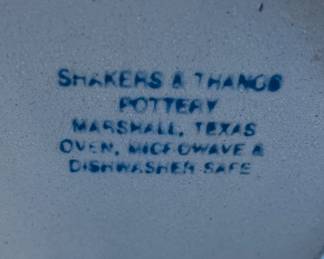 SHAKERS & THANGS
POTTERY
MARSHALL, TEXAS
OVEN, MICROWAVE &
DISHWASHER SAFE